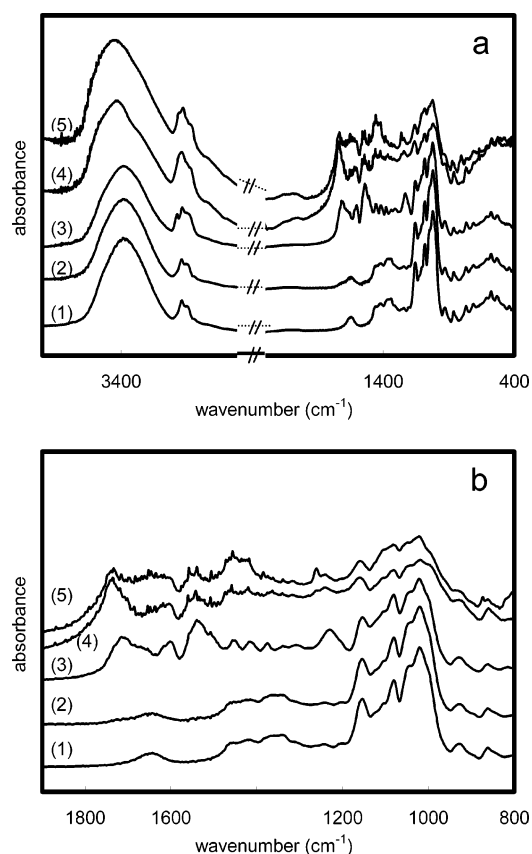 a
(5)
(4)
(3)
(2)
(1)
absorbance
3400 1400 400
wavenumber (cm-1)
b
(5)
(4)
(3)
(2)
(1)
absorbance
1800 1600 1200 1000 800
wavenumber (cm-1)